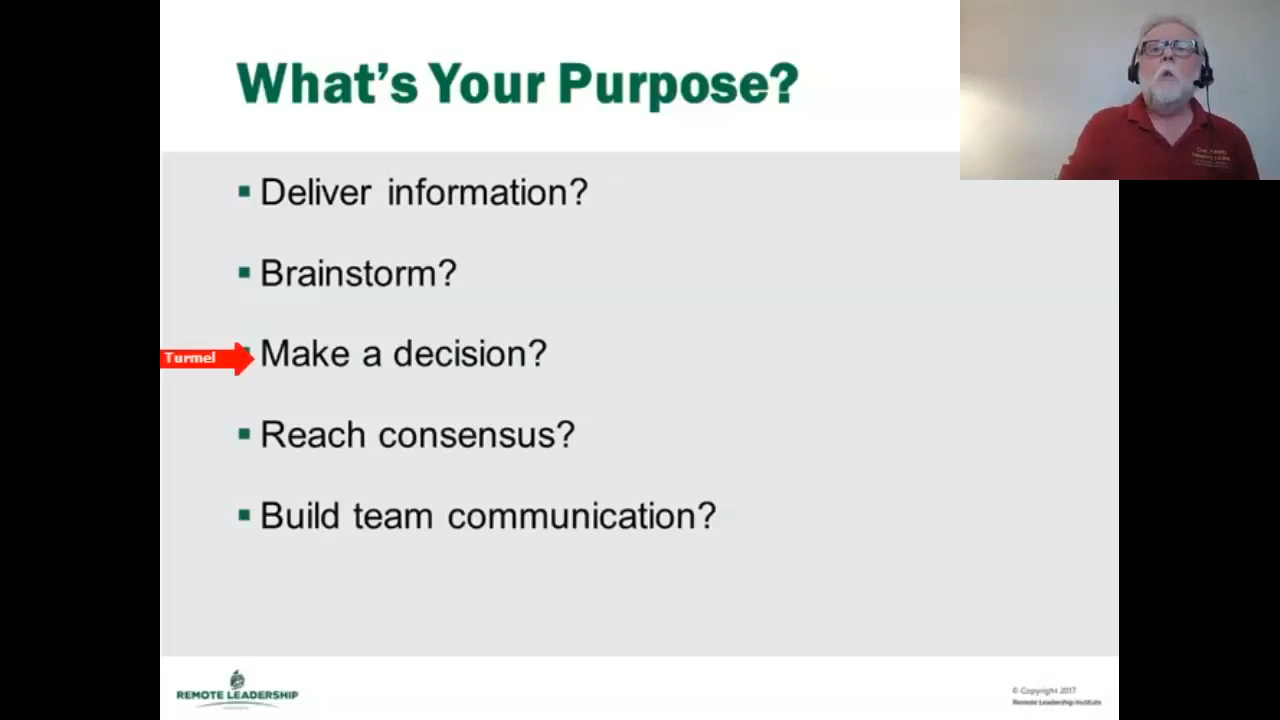 What's Your Purpose?
▪ Deliver information?
▪ Brainstorm?
Turmel
Make a decision?
▪ Reach consensus?
▪ Build team communication?
REMOTE LEADERSHIP
© Copyright 2017
Remote Leadership Institute